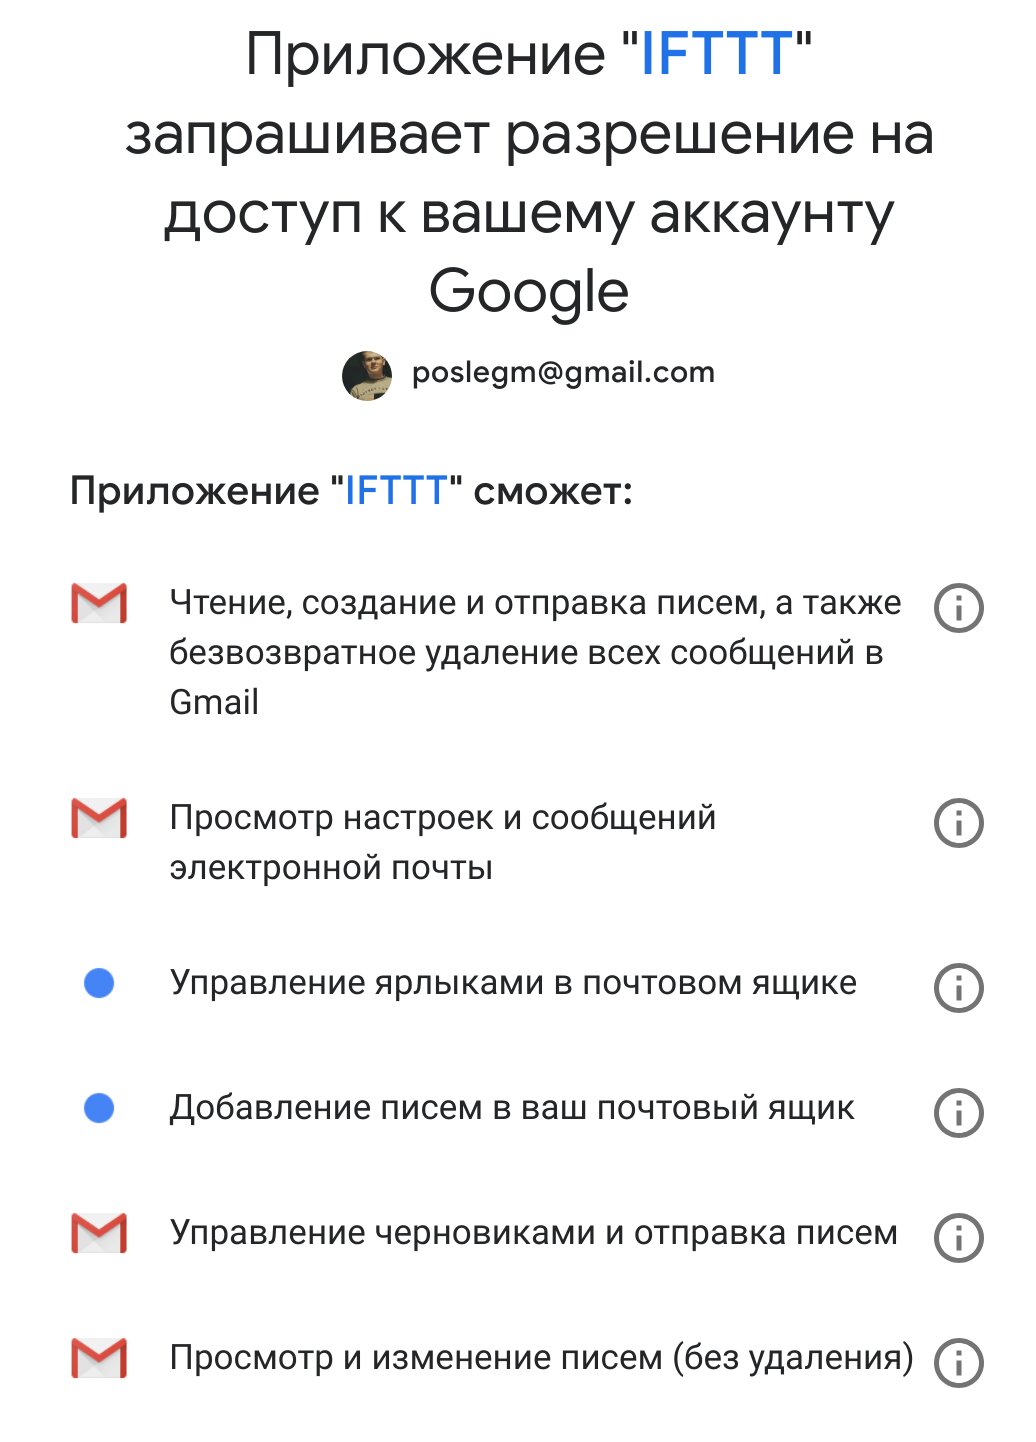 Приложение "IFTTT"
запрашивает разрешение на
доступ к вашему аккаунту
Google
poslegm@gmail.com
Приложение "IFTTT" сможет:
Чтение, создание и отправка писем, а также
безвозвратное удаление всех сообщений в
Gmail
Просмотр настроек и сообщений
электронной почты
Управление ярлыками в почтовом ящике
Добавление писем в ваш почтовый ящик
Управление черновиками и отправка писем
Просмотр и изменение писем (без удаления)